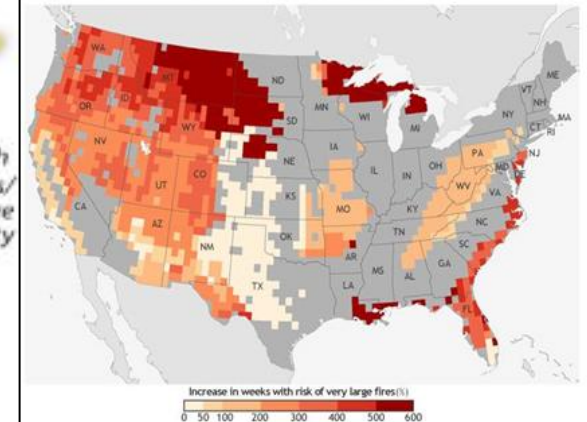 WA
ME
MT
ND
VT
OR
ID
MN
NH
SD
WI
NY
MA
WY
MI
CT
RI
IA
PA
NV
NE
NJ
OH
MD
DE
IL
IN
UT
CO
WV
VA
KS
MO
KY
CA
NC
TN
AZ
OK
NM
AR
SC
MS
AL
GA
TX
LA
FL
Increase in weeks with risk of very large fires(%)
0 50 100 200 300 400 500 600